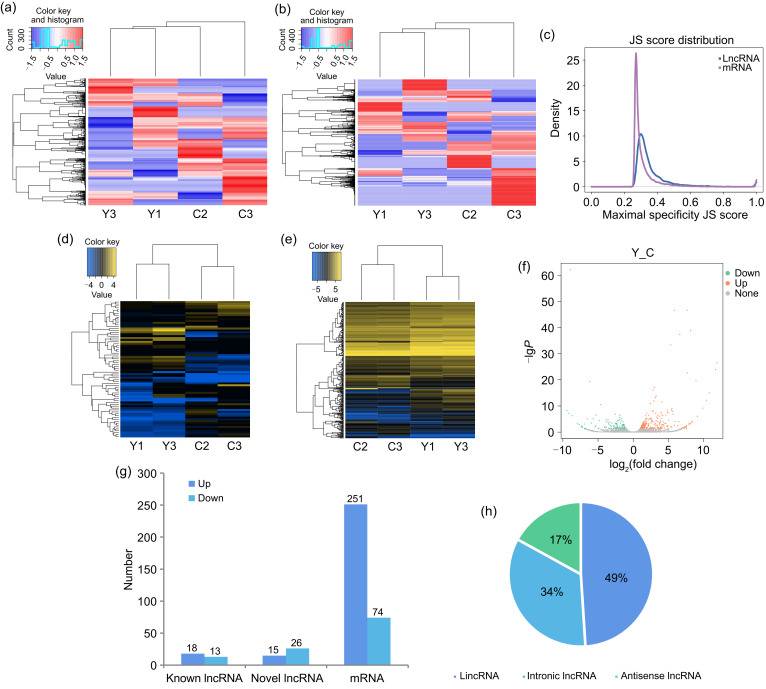 (a)
Color key
and histogram
Count
0 300
−1.5
−0.5
0.5
1.0
1.5
Value
Y3 Y1 C2 C3
(b)
Color key
and histogram
Count
0 400
−1.5
−0.5
0.5
1.0
1.5
Value
Y1 Y3 C2 C3
(c)
JS score distribution
LncRNA
mRNA
Density
25
20
15
10
5
0
0.0 0.2 0.4 0.6 0.8 1.0
Maximal specificity JS score
(d)
Color key
−4 0 4
Value
Y1 Y3 C2 C3
(e)
Color key
−5 5
Value
C2 C3 Y1 Y3
(f)
Y_C
Down
Up
None
−lgP
60
50
40
30
20
10
0
−10 −5 0 5 10
log2(fold change)
(g)
Up
Down
Number
300
250
200
150
100
50
0
18 13 15 26 251 74
Known lncRNA Novel lncRNA mRNA
(h)
17%
34%
49%
LincRNA Intronic lncRNA Antisense lncRNA